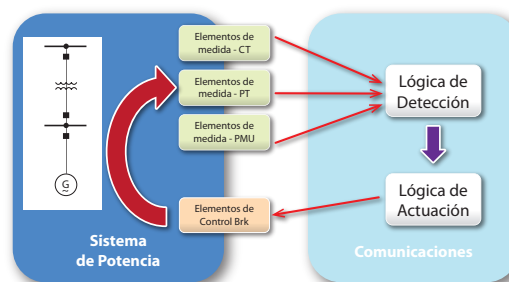 Elementos de
medida - CT
Elementos de
medida - PT
Elementos de
medida - PMU
Elementos de
Control Brk
G
~
Sistema
de Potencia
Lógica de
Detección
Lógica de
Actuación
Comunicaciones